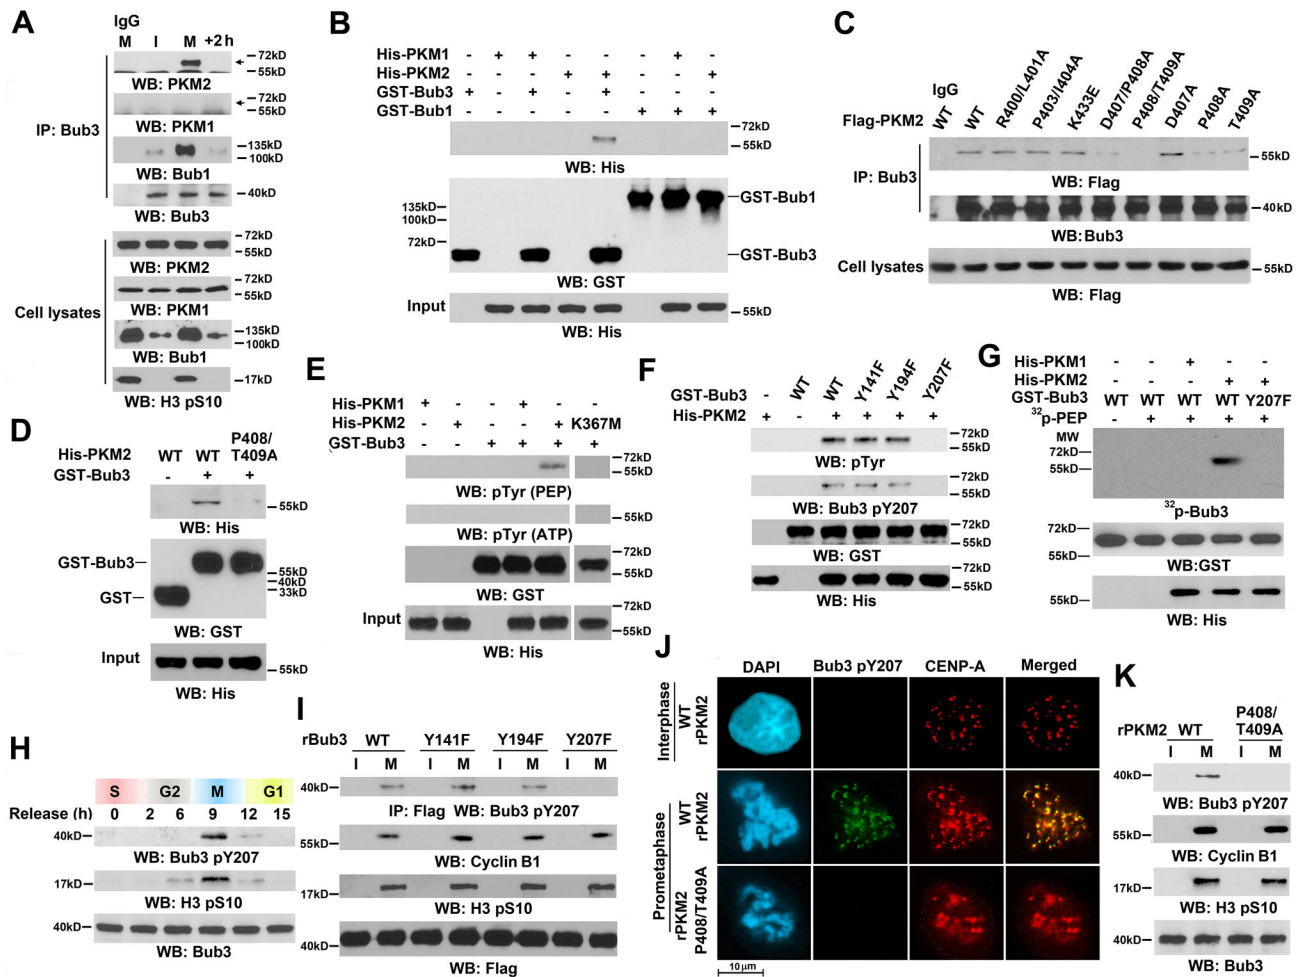 A
IgG
M I M +2 h
72kD
55kD
WB: PKM2
72kD
55kD
WB: PKM1
IP: Bub3
135kD
100kD
WB: Bub1
40kD
WB: Bub3
72kD
55kD
WB: PKM2
72kD
55kD
WB: PKM1
Cell lysates
135kD
100kD
WB: Bub1
17kD
WB: H3 pS10
B
His-PKM1 - + + - - - + -
His-PKM2 - - - + + - - +
GST-Bub3 + - + - + - - -
GST-Bub1 - - - - - + + +
72kD
55kD
WB: His
GST-Bub1
135kD
100kD
72kD
GST-Bub3
WB: GST
Input
55kD
WB: His
C
IgG
Flag-PKM2 WT WT R400/L401A P403/I404A K433E D407/P408A P408/T409A D407A P408A T409A
55kD
WB: Flag
IP: Bub3
40kD
WB:Bub3
Cell lysates
55kD
WB: Flag
D
His-PKM2 WT WT P408/T409A
GST-Bub3 - + +
55kD
WB: His
GST-Bub3
55kD
40kD
33kD
GST
WB: GST
Input
55kD
WB: His
E
His-PKM1 + - - + - -
His-PKM2 - + - - + K367M
GST-Bub3 - - + + + +
72kD
55kD
WB: pTyr (PEP)
55kD
WB: pTyr (ATP)
72kD
55kD
WB: GST
Input
72kD
55kD
WB: His
F
GST-Bub3 - WT WT Y141F Y194F Y207F
His-PKM2 + - + + + +
72kD
55kD
WB: pTyr
72kD
55kD
WB: Bub3 pY207
72kD
55kD
WB: GST
72kD
55kD
WB: His
G
His-PKM1 - - + - -
His-PKM2 - - - + +
GST-Bub3 WT WT WT WT Y207F
32p-PEP - + + + +
MW
72kD
55kD
32p-Bub3
72kD
55kD
WB:GST
55kD
WB: His
H
S G2 M G1
Release (h) 0 2 6 9 12 15
40kD
WB: Bub3 pY207
17kD
WB: H3 pS10
40kD
WB: Bub3
I
rBub3 WT Y141F Y194F Y207F
I M I M I M I M
40kD
IP: Flag WB: Bub3 pY207
55kD
WB: Cyclin B1
17kD
WB: H3 pS10
40kD
WB: Flag
J
DAPI Bub3 pY207 CENP-A Merged
Interphase
WT
rPKM2
Prometaphase
WT
rPKM2
rPKM2
P408/T409A
10 µm
K
rPKM2 WT P408/T409A
I M I M
40kD
WB: Bub3 pY207
55kD
WB: Cyclin B1
17kD
WB: H3 pS10
40kD
WB: Bub3